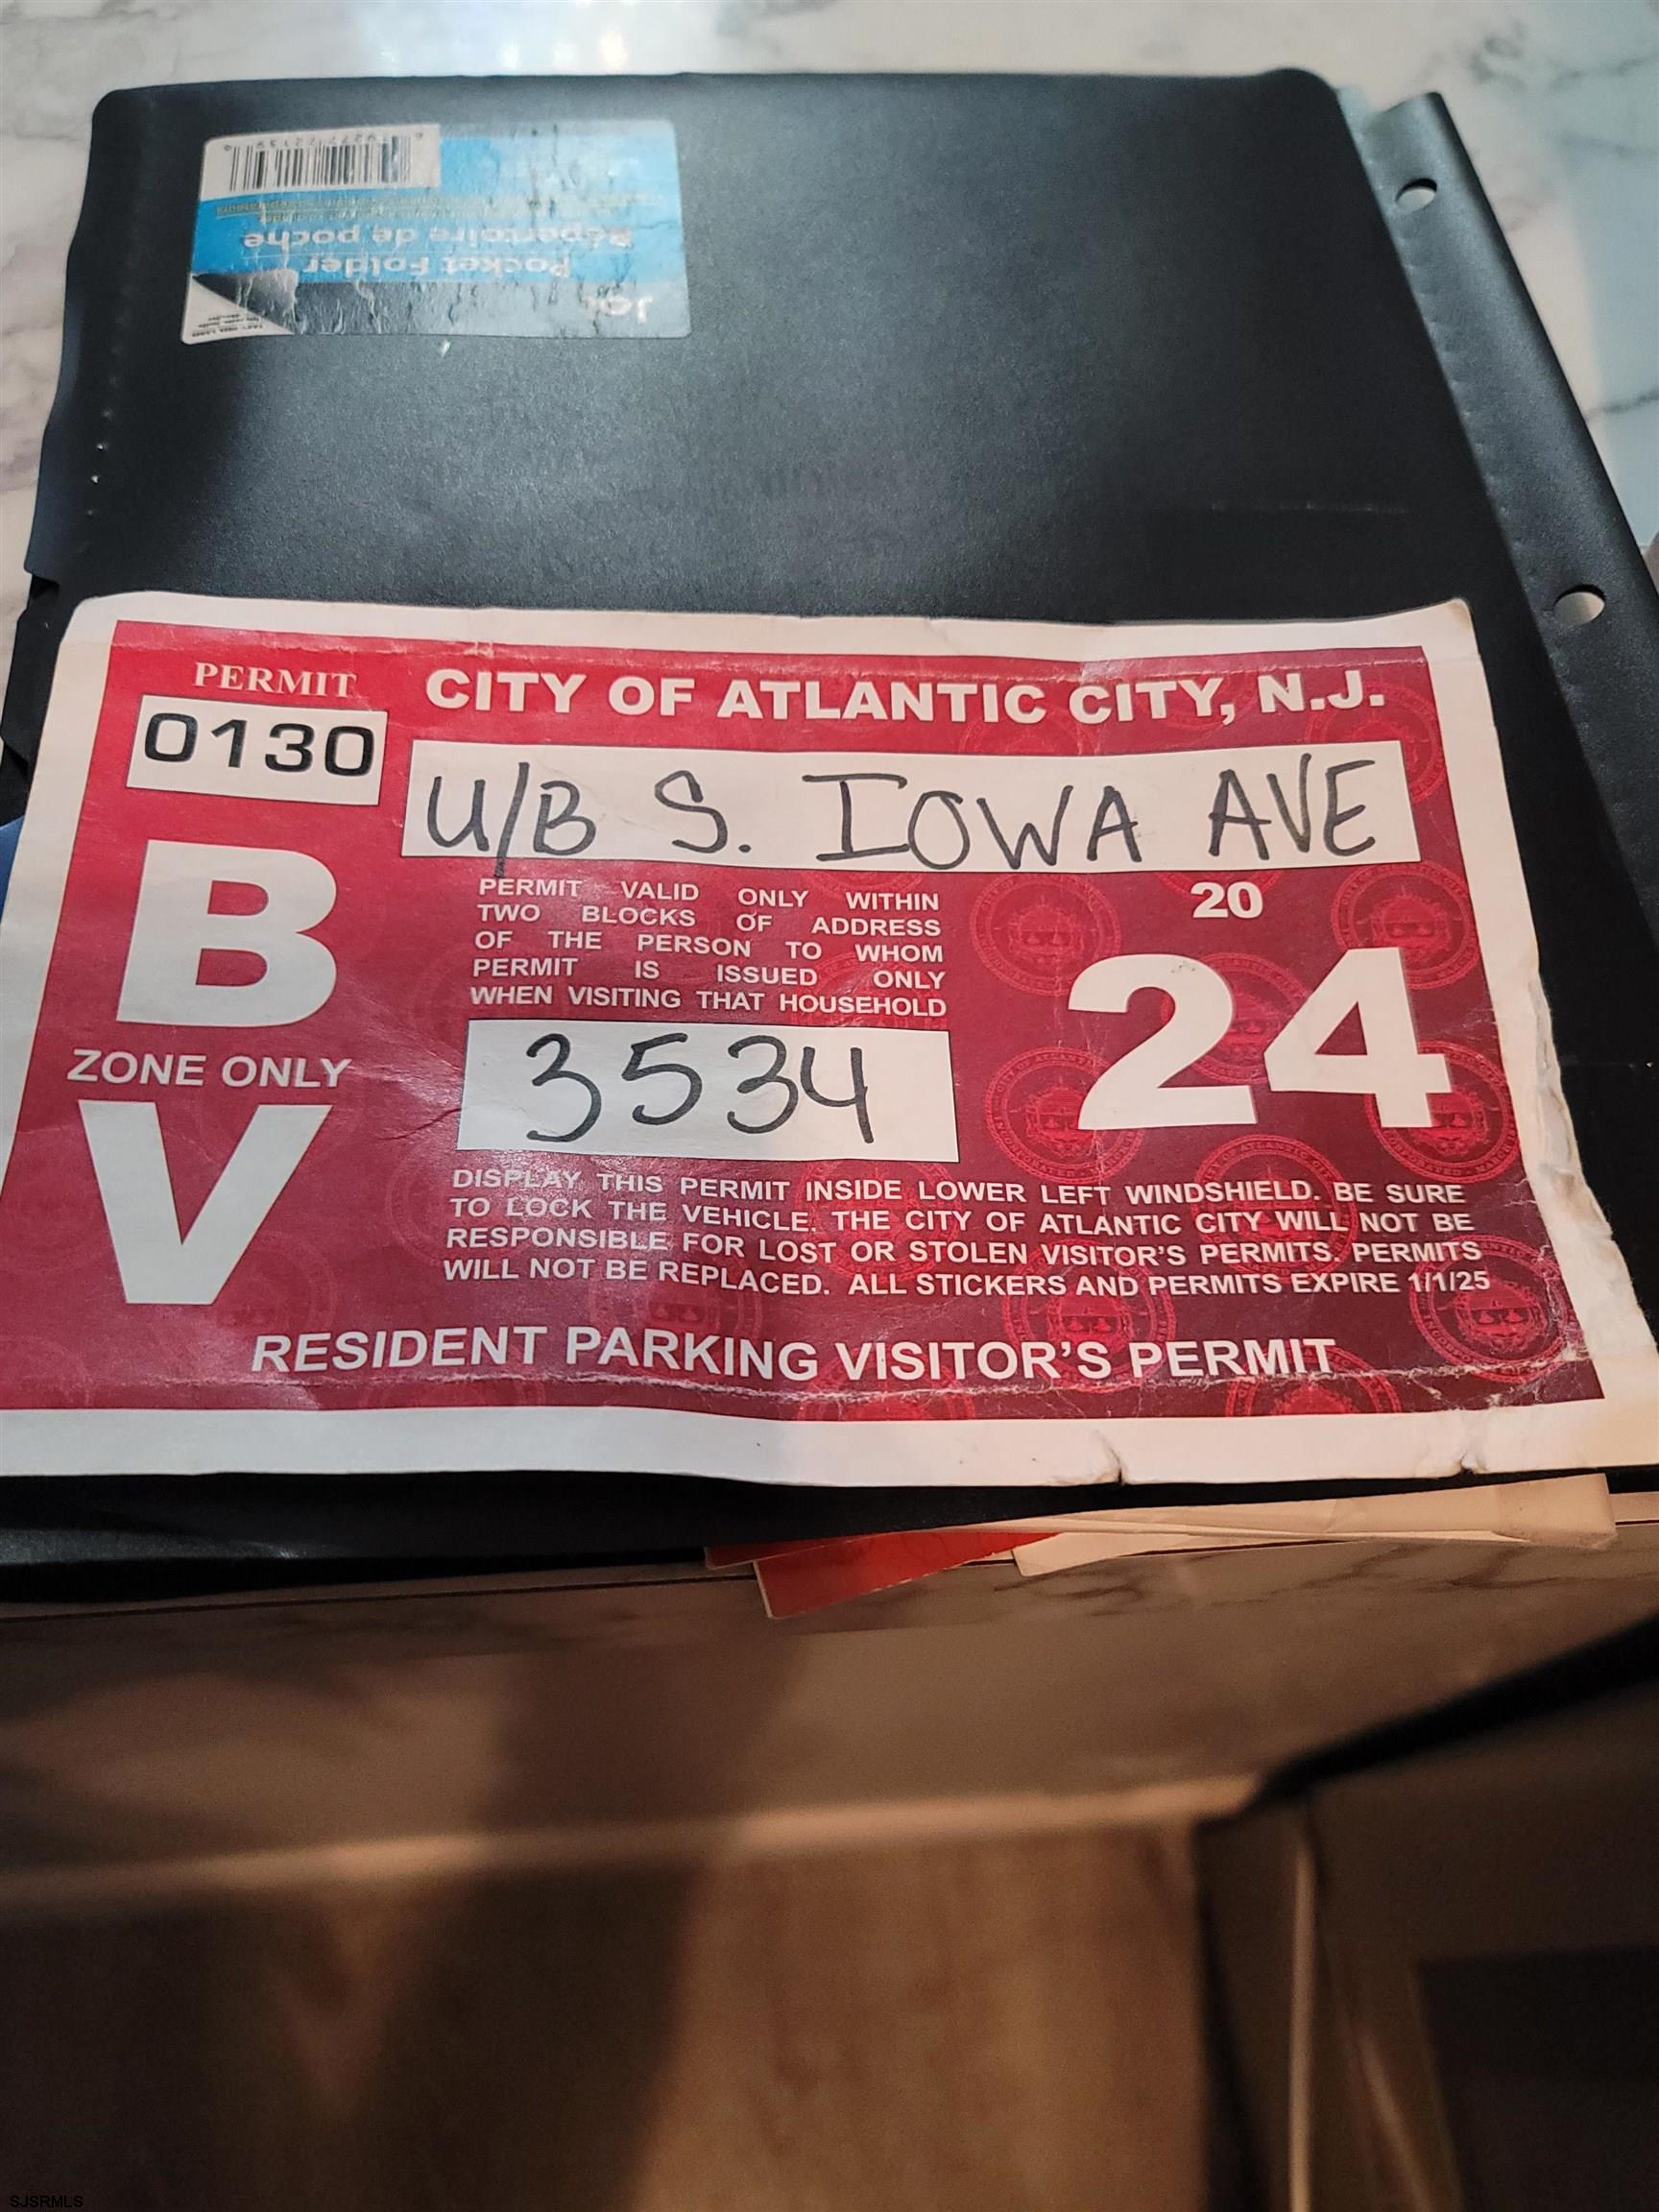 Pocket Folder
Répertoire de poche
PERMIT
0130
CITY OF ATLANTIC CITY, N.J.
U/B S. IOWA AVE
B
ZONE ONLY
V
PERMIT VALID ONLY WITHIN
TWO BLOCKS OF ADDRESS
OF THE PERSON TO WHOM
PERMIT IS ISSUED ONLY
WHEN VISITING THAT HOUSEHOLD
20
24
3534
DISPLAY THIS PERMIT INSIDE LOWER LEFT WINDSHIELD. BE SURE
TO LOCK THE VEHICLE. THE CITY OF ATLANTIC CITY WILL NOT BE
RESPONSIBLE FOR LOST OR STOLEN VISITOR'S PERMITS. PERMITS
WILL NOT BE REPLACED. ALL STICKERS AND PERMITS EXPIRE 1/1/25
RESIDENT PARKING VISITOR'S PERMIT
SJSRMLS